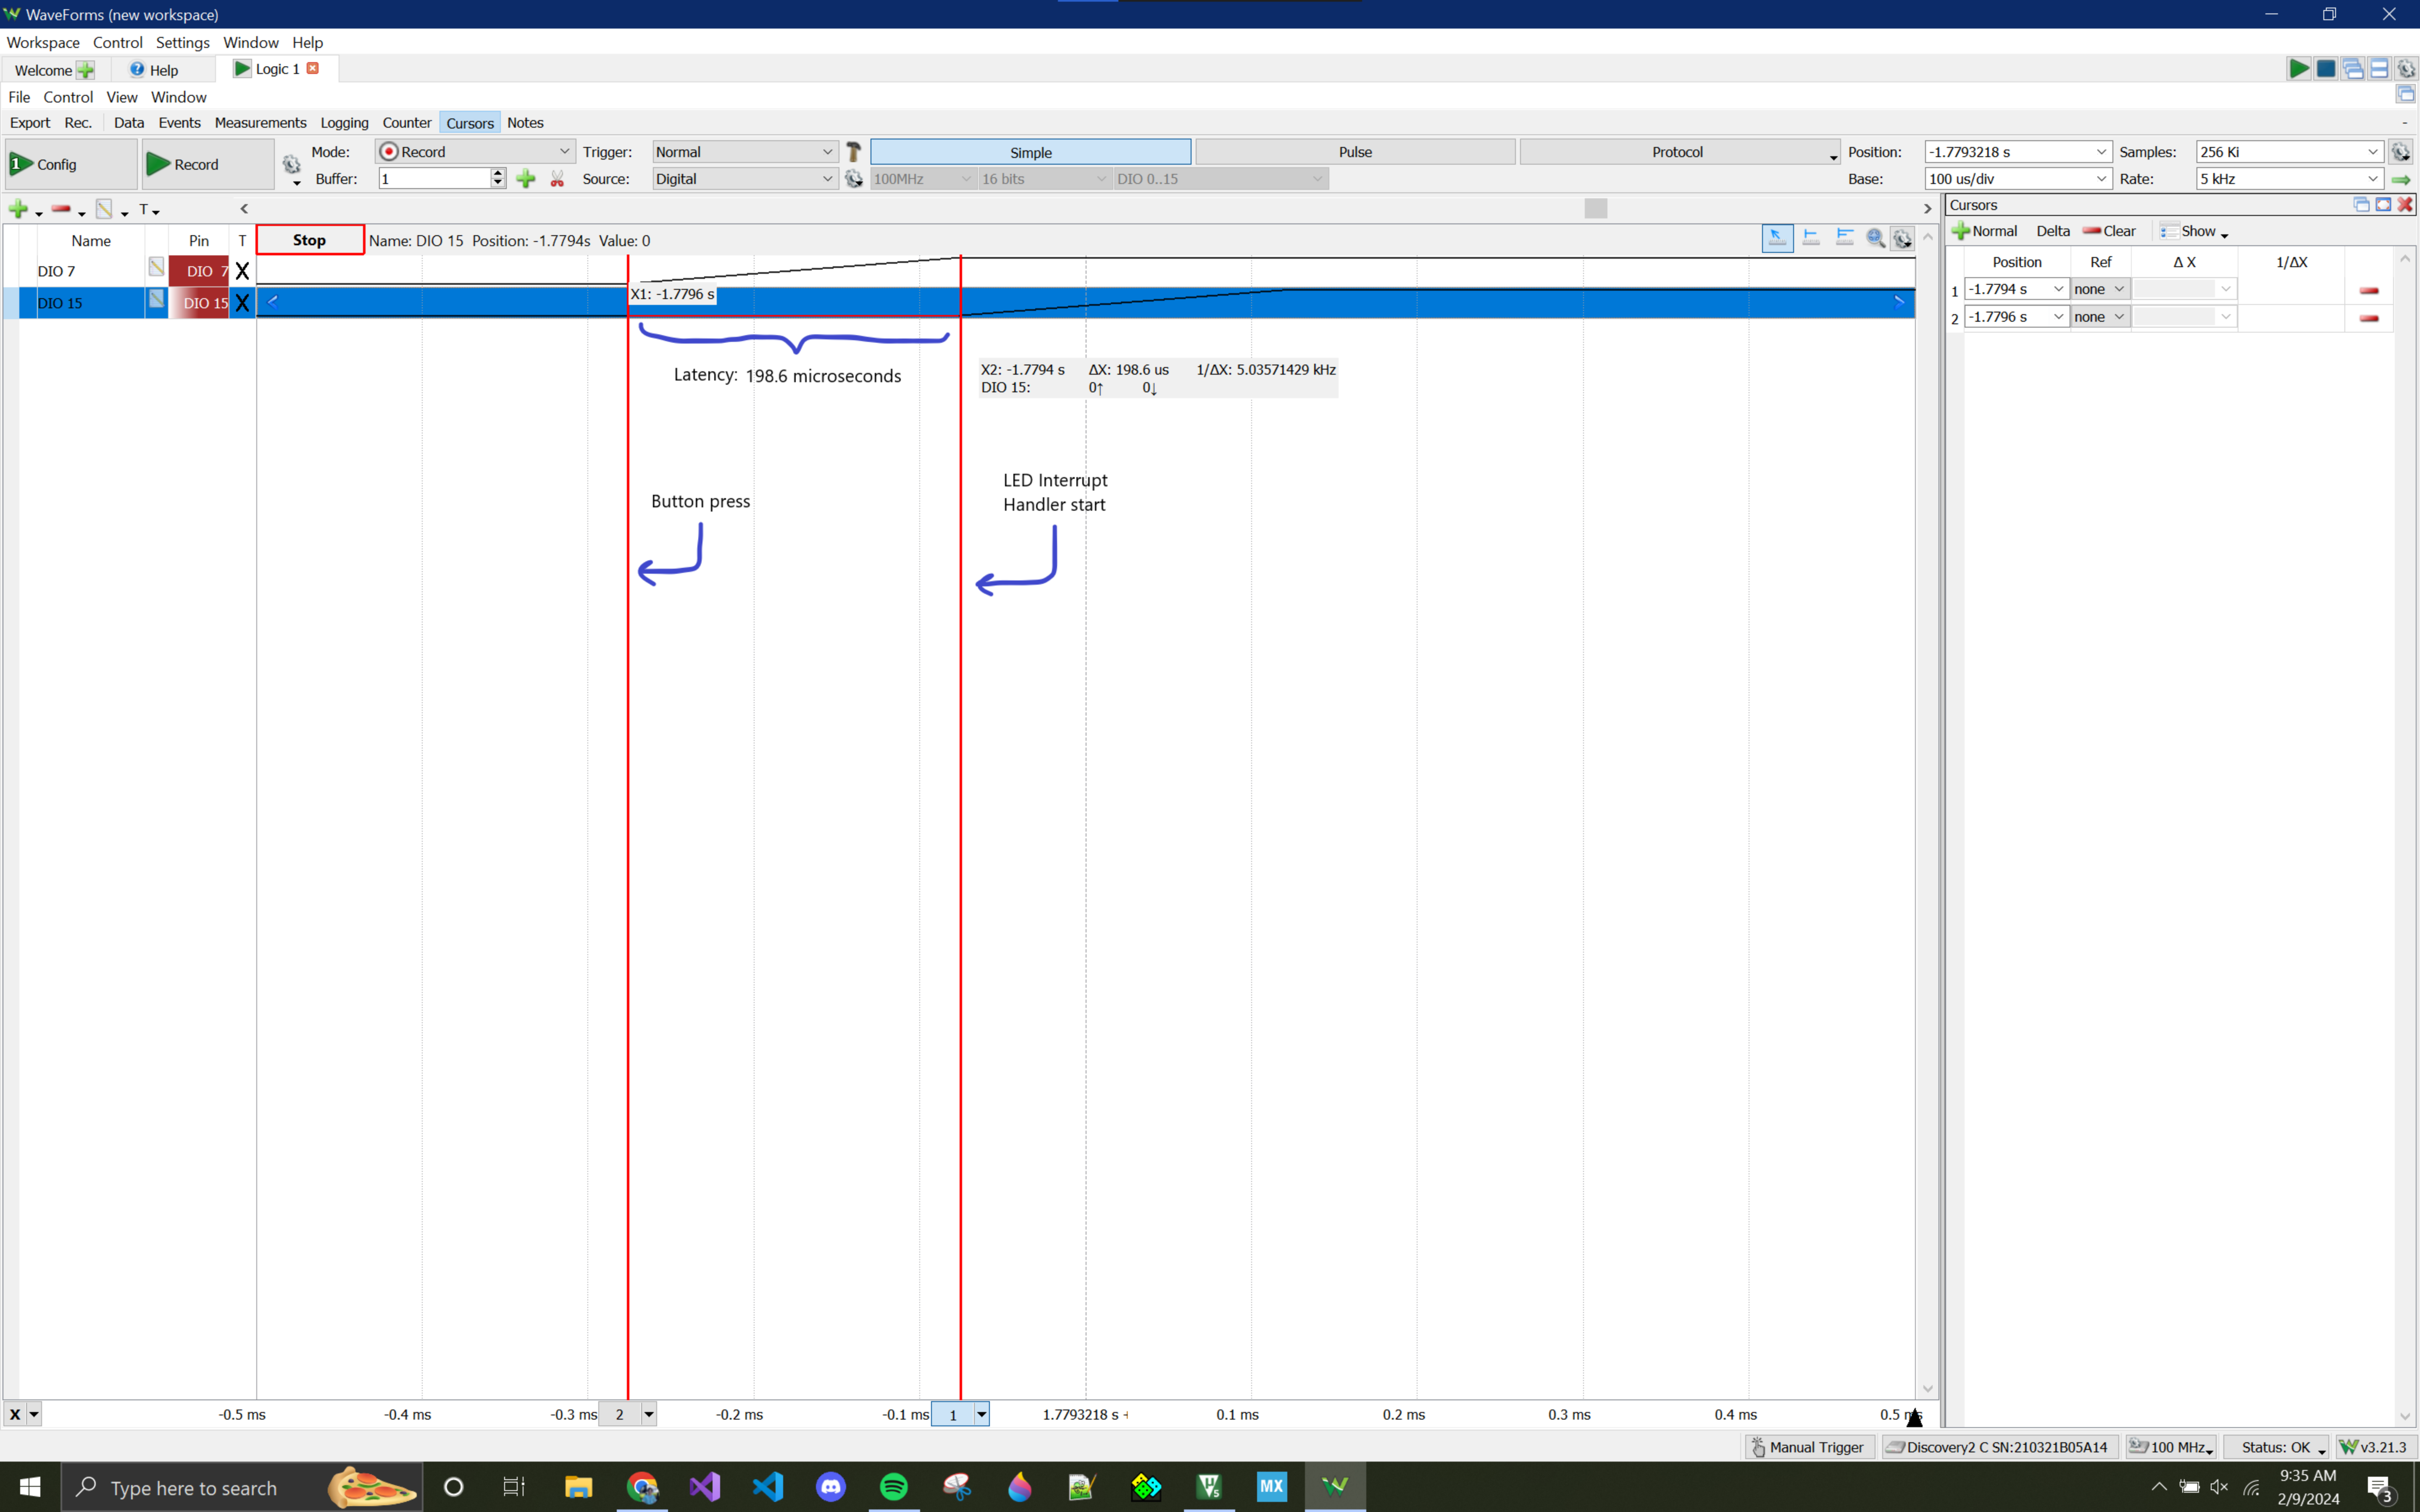 WaveForms (new workspace)
Workspace Control Settings Window Help
Welcome Help Logic 1
File Control View Window
Export Rec. Data Events Measurements Logging Counter Cursors Notes
1 Config Record Mode: Record Trigger: Normal Simple Pulse Protocol Position: -1.7793218 s Samples: 256 Ki
Buffer: 1 Source: Digital 100MHz 16 bits DIO 0..15 Base: 100 us/div Rate: 5 kHz
T Cursors
Normal Delta Clear Show
Name Pin T Stop Name: DIO 15 Position: -1.7794s Value: 0
Position Ref Δ X 1/ΔX
DIO 7 DIO 7 X
1 -1.7794 s none
X1: -1.7796 s
DIO 15 DIO 15 X
2 -1.7796 s none
Latency: 198.6 microseconds
X2: -1.7794 s ΔX: 198.6 us 1/ΔX: 5.03571429 kHz
DIO 15: 0↑ 0↓
LED Interrupt
Handler start
Button press
X -0.5 ms -0.4 ms -0.3 ms 2 -0.2 ms -0.1 ms 1 1.7793218 s + 0.1 ms 0.2 ms 0.3 ms 0.4 ms 0.5
Manual Trigger Discovery2 C SN:210321B05A14 100 MHz Status: OK v3.21.3
Type here to search
MX
9:35 AM
2/9/2024
3